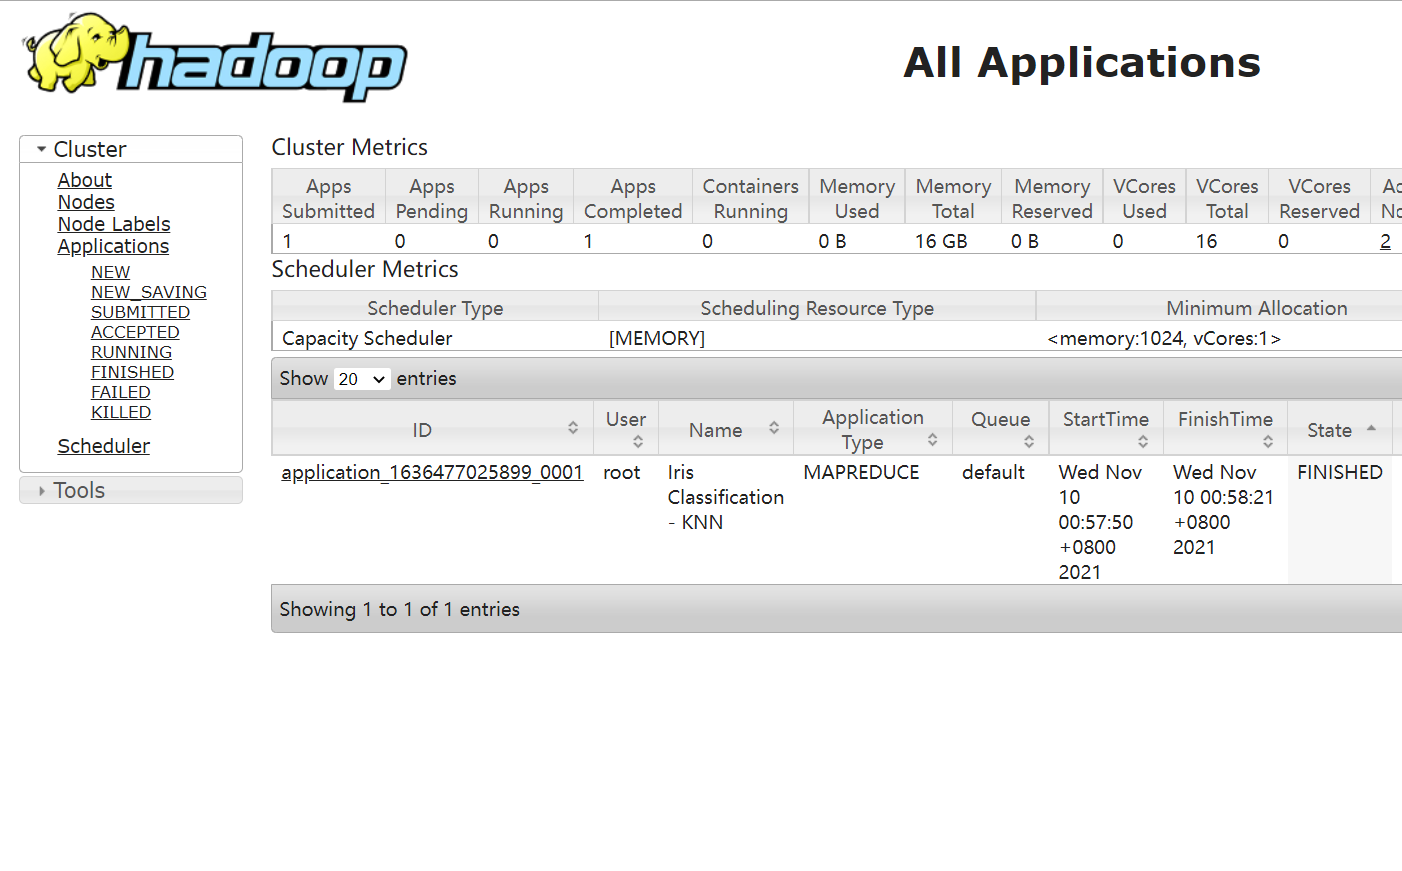 hadoop
All Applications
Cluster
About
Nodes
Node Labels
Applications
NEW
NEW_SAVING
SUBMITTED
ACCEPTED
RUNNING
FINISHED
FAILED
KILLED
Scheduler
Tools
Cluster Metrics
Apps Submitted Apps Pending Apps Running Apps Completed Containers Running Memory Used Memory Total Memory Reserved VCores Used VCores Total VCores Reserved
1 0 0 1 0 0 B 16 GB 0 B 0 16 0 2
Scheduler Metrics
Scheduler Type Scheduling Resource Type Minimum Allocation
Capacity Scheduler [MEMORY] <memory:1024, vCores:1>
Show 20 entries
ID User Name Application Type Queue StartTime FinishTime State
application_1636477025899_0001 root Iris Classification - KNN MAPREDUCE default Wed Nov 10 00:57:50 +0800 2021 Wed Nov 10 00:58:21 +0800 2021 FINISHED
Showing 1 to 1 of 1 entries